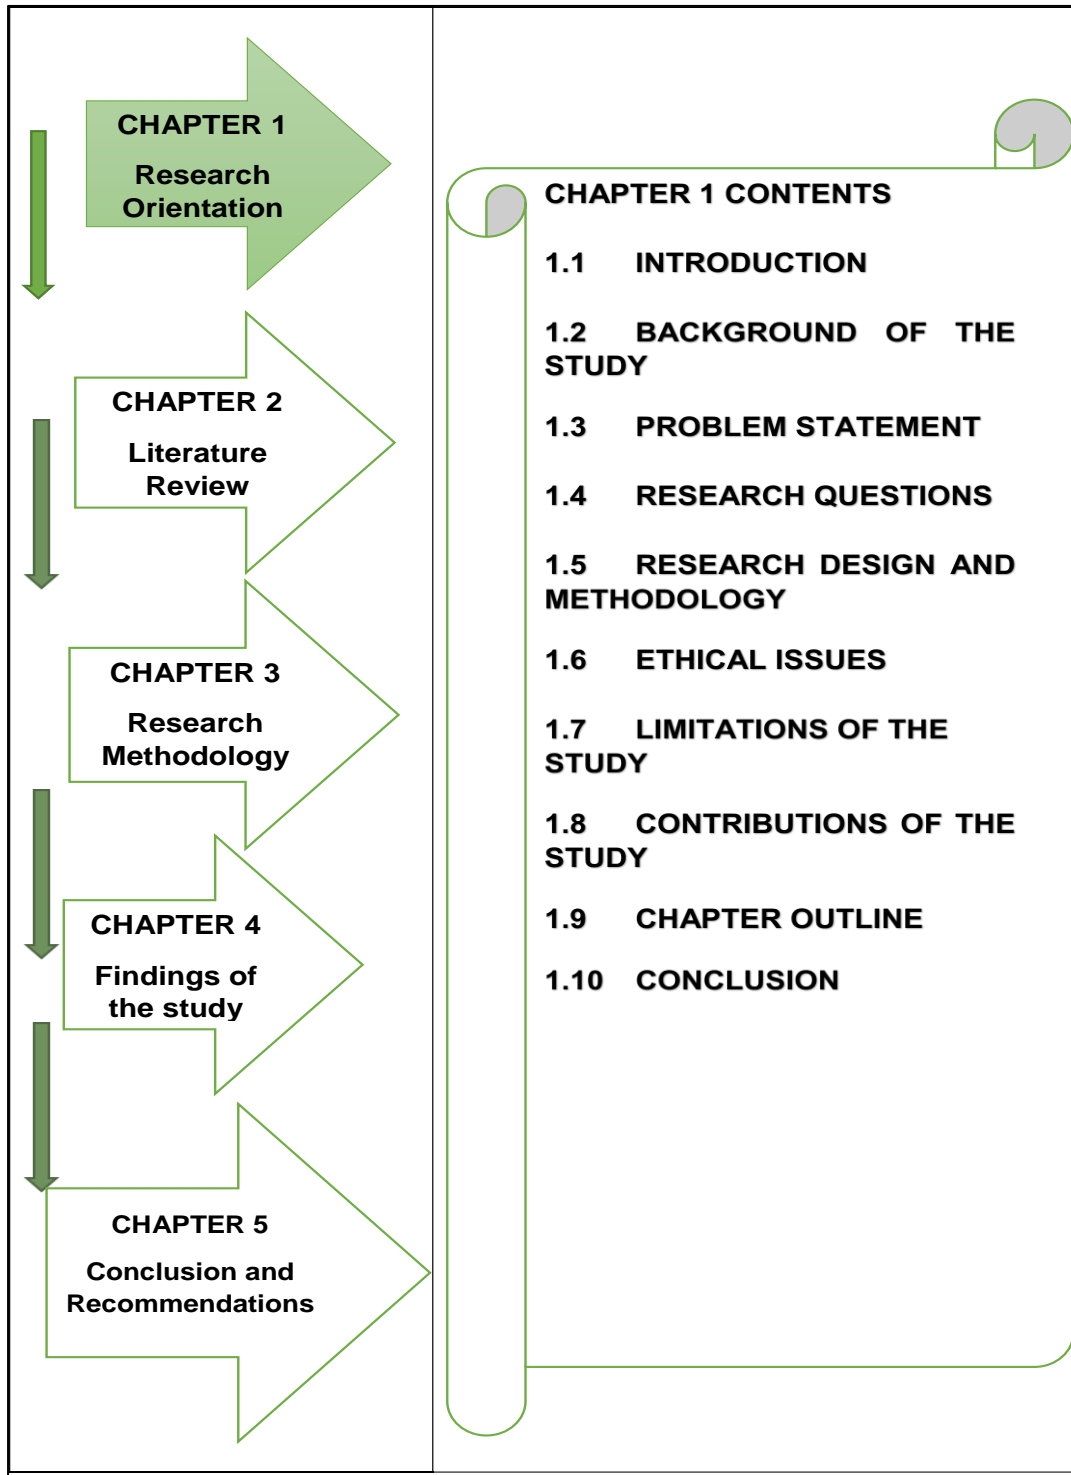 CHAPTER 1
Research
Orientation
CHAPTER 2
Literature
Review
CHAPTER 3
Research
Methodology
CHAPTER 4
Findings of
the study
CHAPTER 5
Conclusion and
Recommendations
CHAPTER 1 CONTENTS
1.1 INTRODUCTION
1.2 BACKGROUND OF THE
STUDY
1.3 PROBLEM STATEMENT
1.4 RESEARCH QUESTIONS
1.5 RESEARCH DESIGN AND
METHODOLOGY
1.6 ETHICAL ISSUES
1.7 LIMITATIONS OF THE
STUDY
1.8 CONTRIBUTIONS OF THE
STUDY
1.9 CHAPTER OUTLINE
1.10 CONCLUSION